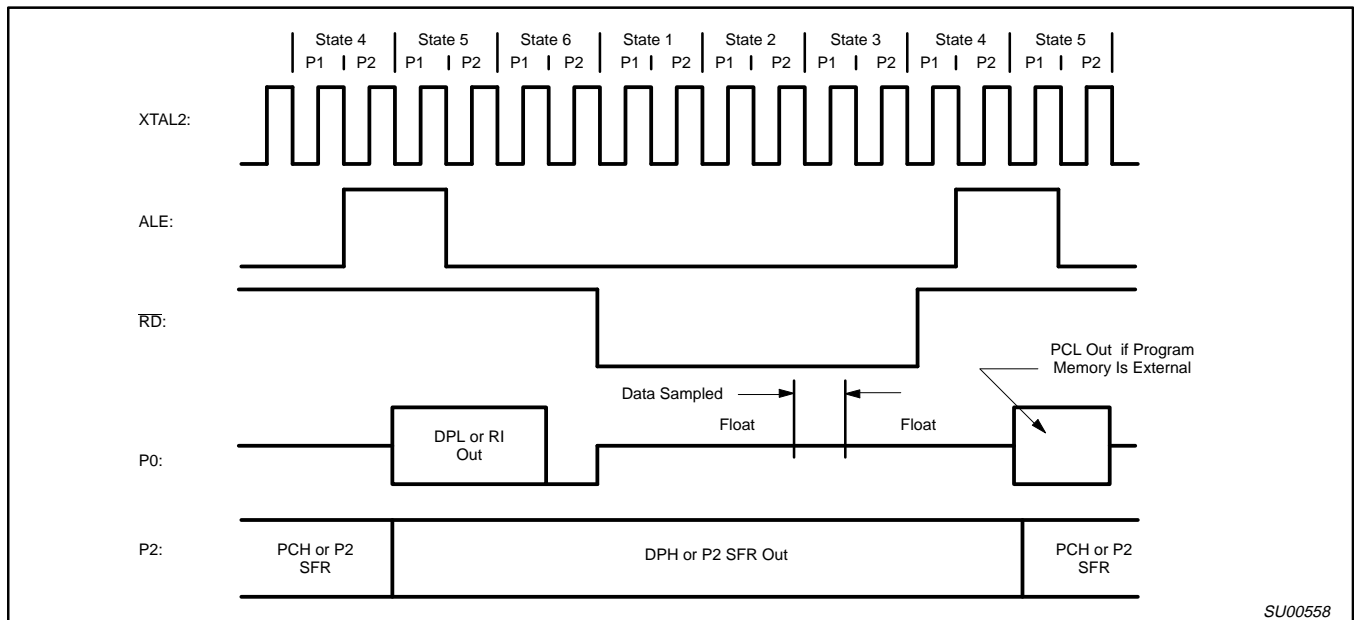 State 4 State 5 State 6 State 1 State 2 State 3 State 4 State 5
P1 P2 P1 P2 P1 P2 P1 P2 P1 P2 P1 P2 P1 P2 P1 P2
XTAL2:
ALE:
RD:
PCL Out if Program
Memory Is External
Data Sampled
Float Float
DPL or RI
Out
P0:
P2:
PCH or P2
SFR
DPH or P2 SFR Out
PCH or P2
SFR
SU00558